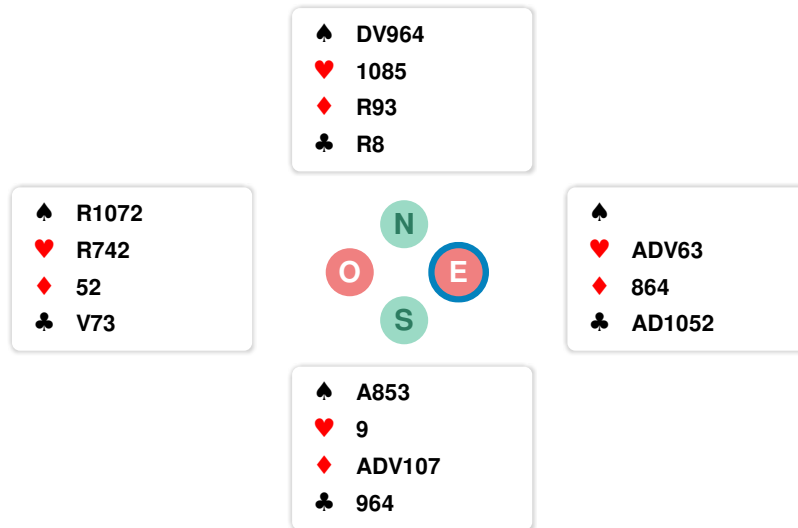 ♠ DV964
♥ 1085
♦ R93
♣ R8
♠ R1072
♥ R742
♦ 52
♣ V73
N
O E
S
♠
♥ ADV63
♦ 864
♣ AD1052
♠ A853
♥ 9
♦ ADV107
♣ 964